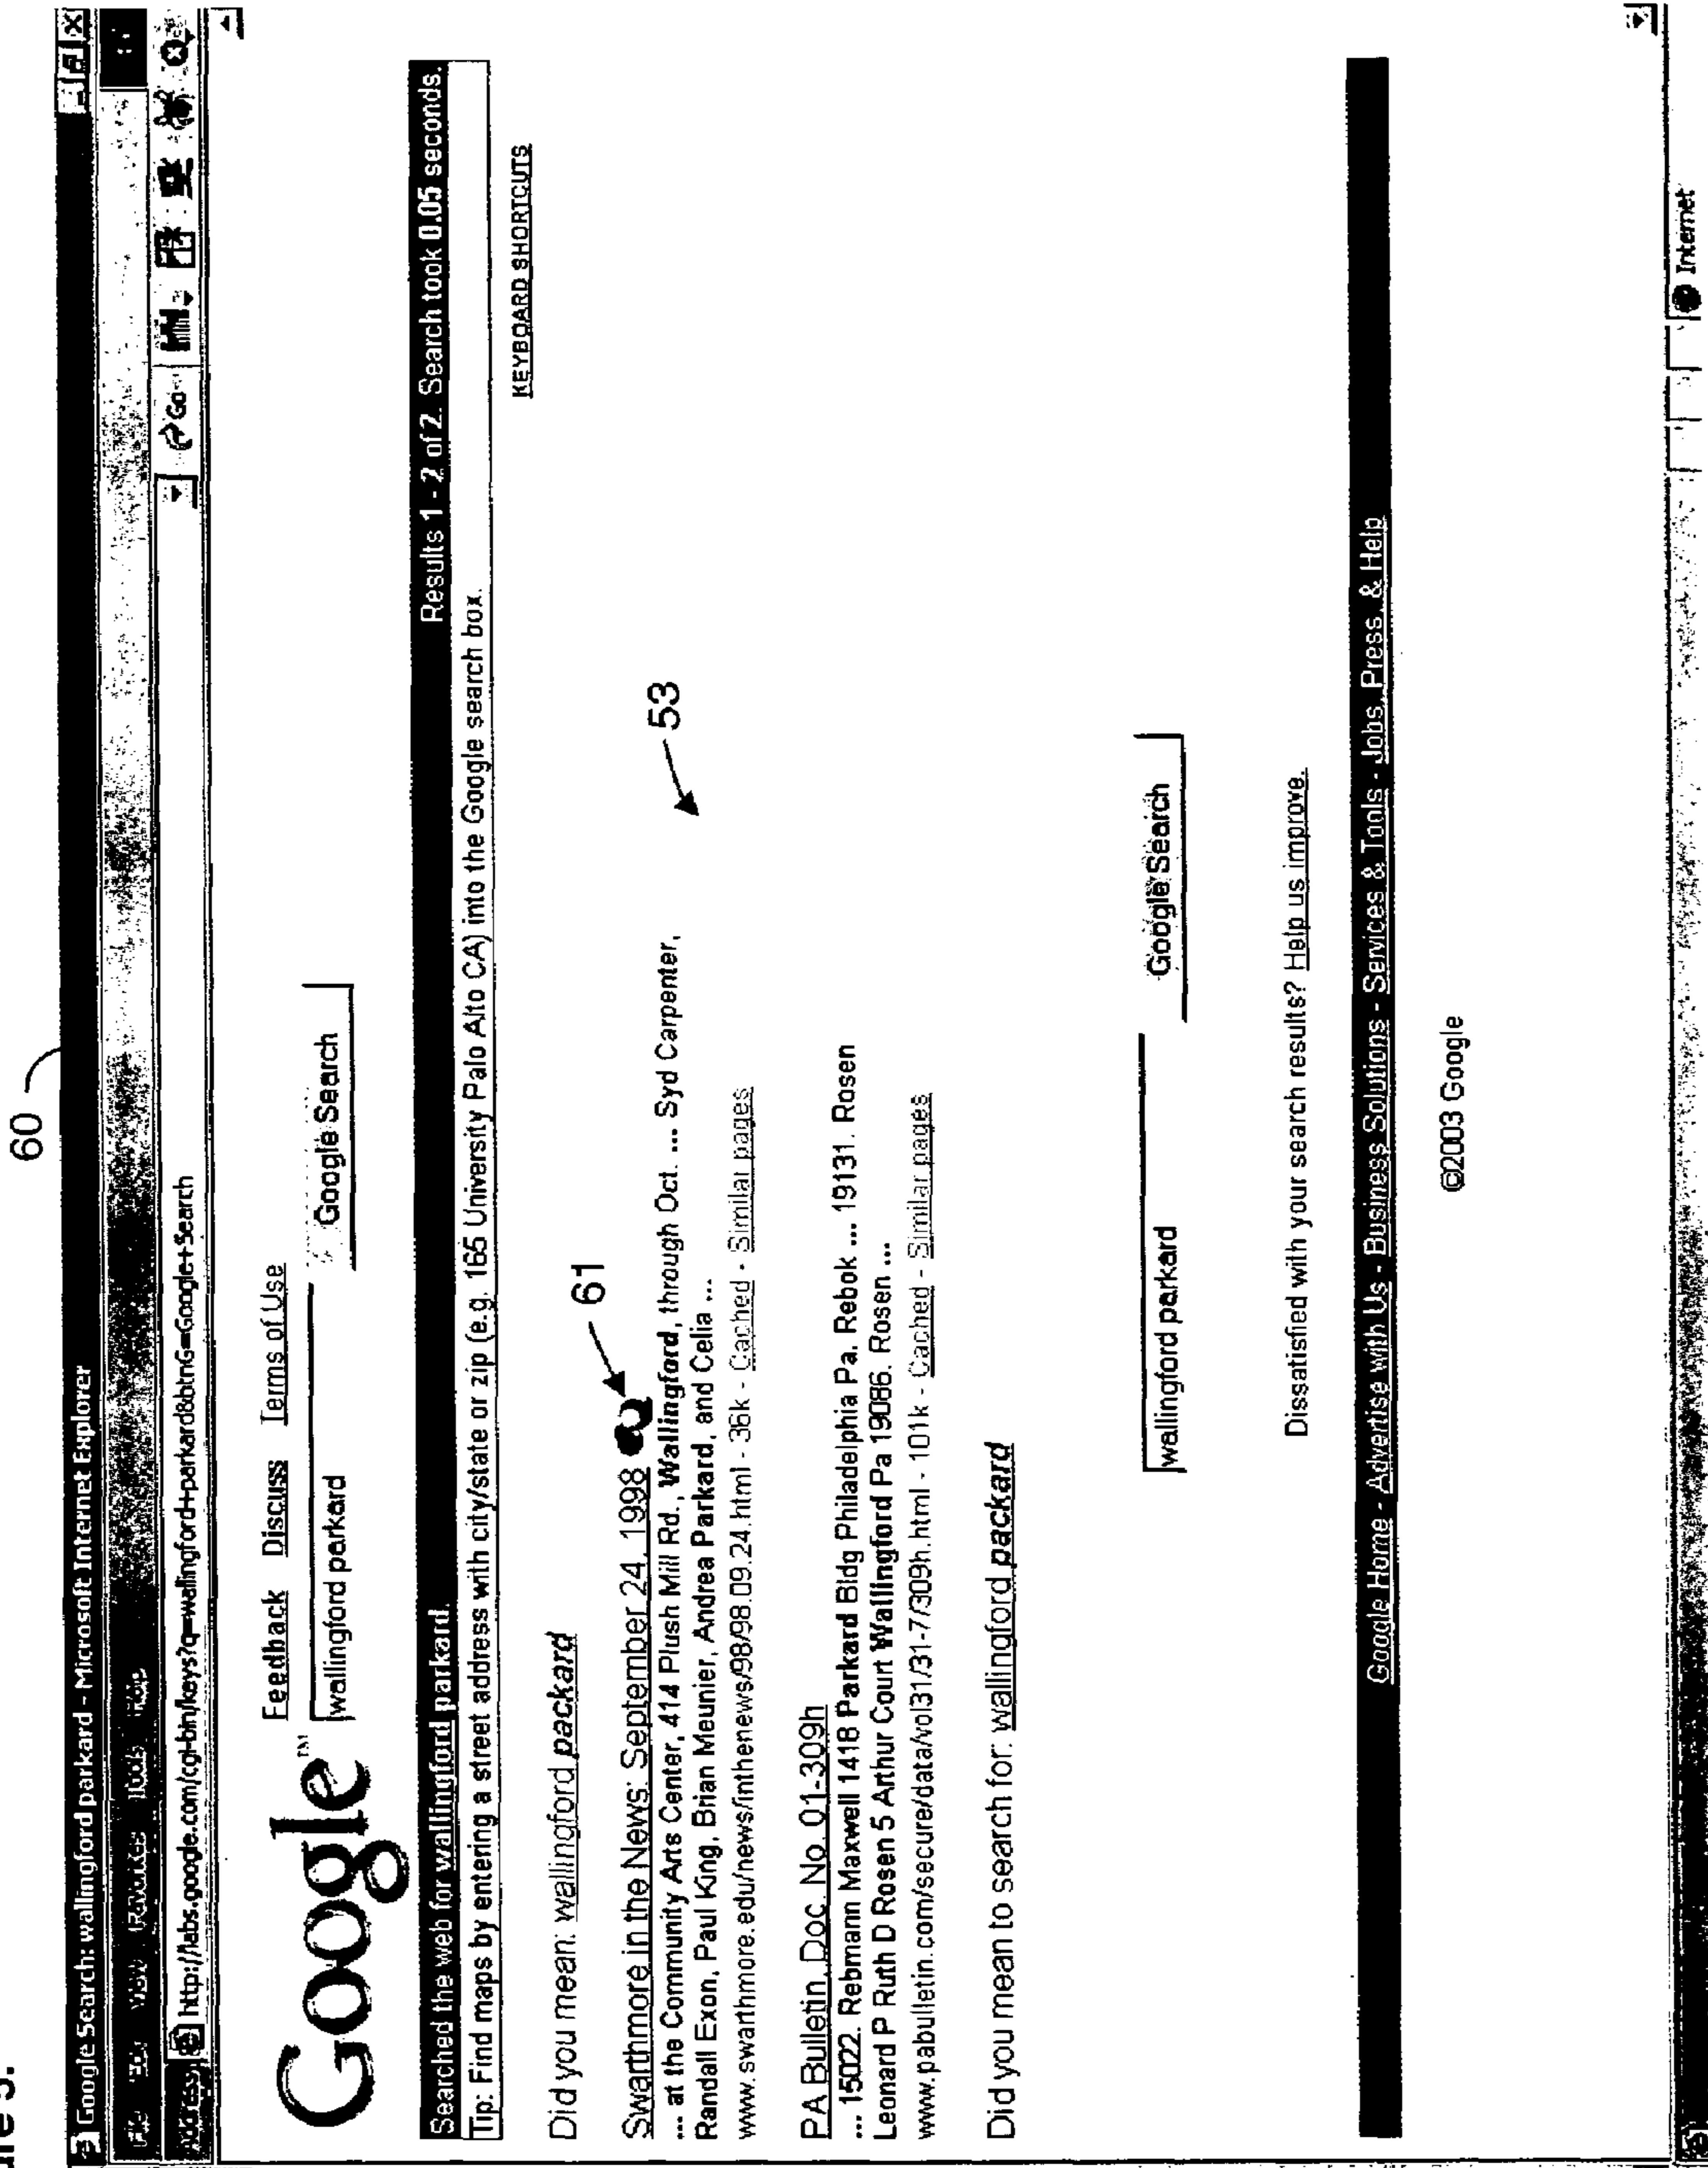 60
Google Search: wallingford parkard - Microsoft Internet Explorer
View Favorites Tools Help
Address http://labs.google.com/cgi-bin/keys?q=wallingford+parkard&btnG=Google+Search Go
Google™
Feedback Discuss Terms of Use
wallingford parkard Google Search
Searched the web for wallingford parkard. Results 1 - 2 of 2. Search took 0.05 seconds.
Tip: Find maps by entering a street address with city/state or zip (e.g. 165 University Palo Alto CA) into the Google search box.
KEYBOARD SHORTCUTS
Did you mean: wallingford packard
61
Swarthmore in the News: September 24, 1998
... at the Community Arts Center, 414 Plush Mill Rd., Wallingford, through Oct. ... Syd Carpenter,
53
Randall Exon, Paul King, Brian Meunier, Andrea Parkard, and Celia ...
www.swarthmore.edu/news/inthenews/98/98.09.24.html - 36k - Cached - Similar pages
PA Bulletin, Doc. No. 01-309h
... 15022. Rebmann Maxwell 1418 Parkard Bldg Philadelphia Pa. Rebok ... 19131. Rosen
Leonard P Ruth D Rosen 5 Arthur Court Wallingford Pa 19086. Rosen ...
www.pabulletin.com/secure/data/vol31/31-7/309h.html - 101k - Cached - Similar pages
Did you mean to search for: wallingford packard
wallingford parkard Google Search
Dissatisfied with your search results? Help us improve.
Google Home - Advertise with Us - Business Solutions - Services & Tools - Jobs, Press, & Help
©2003 Google
Internet